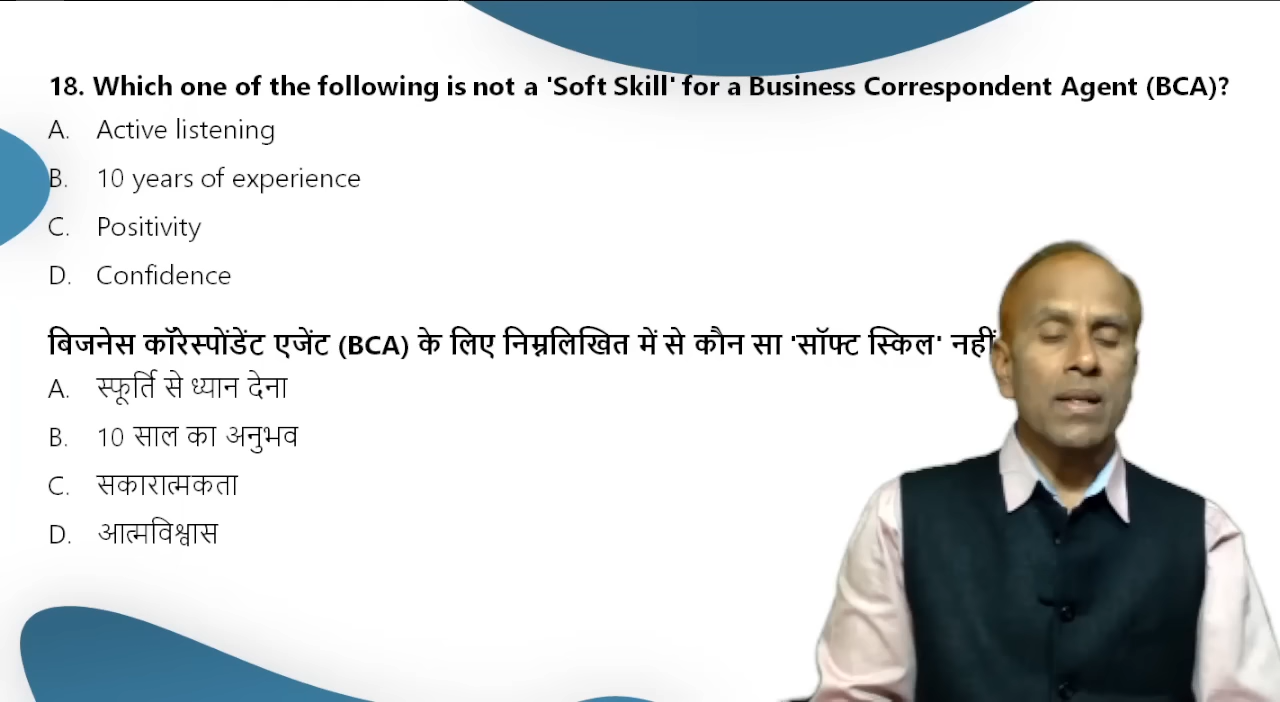 18. Which one of the following is not a 'Soft Skill' for a Business Correspondent Agent (BCA)?
A. Active listening
B. 10 years of experience
C. Positivity
D. Confidence
बिजनेस कॉरेस्पोंडेंट एजेंट (BCA) के लिए निम्नलिखित में से कौन सा 'सॉफ्ट स्किल' नहीं
A. स्फूर्ति से ध्यान देना
B. 10 साल का अनुभव
C. सकारात्मकता
D. आत्मविश्वास